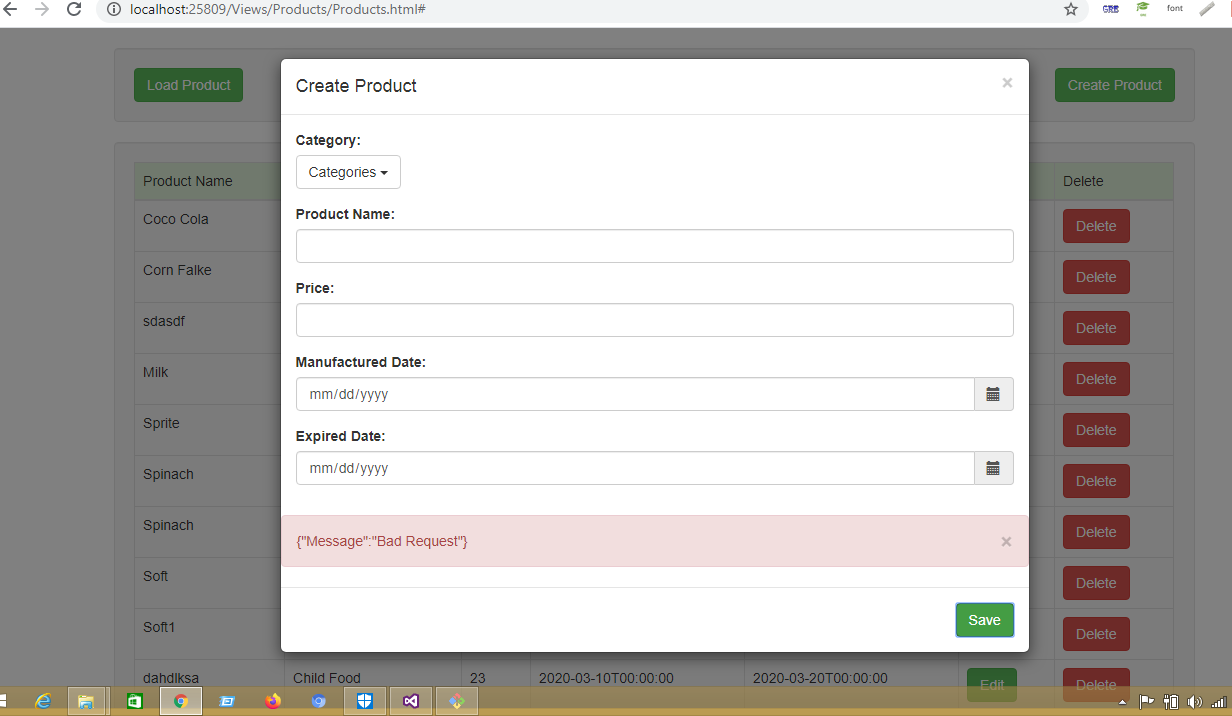 localhost:25809/Views/Products/Products.html#
GRE
font
Load Product
Create Product
Create Product
×
Category:
Categories
Product Name:
Price:
Manufactured Date:
mm/dd/yyyy
Expired Date:
mm/dd/yyyy
{"Message":"Bad Request"}
×
Save
Product Name
Delete
Coco Cola
Delete
Corn Falke
Delete
sdasdf
Delete
Milk
Delete
Sprite
Delete
Spinach
Delete
Spinach
Delete
Soft
Delete
Soft1
Delete
dahdlksa Child Food 23 2020-03-10T00:00:00 2020-03-20T00:00:00 Edit Delete